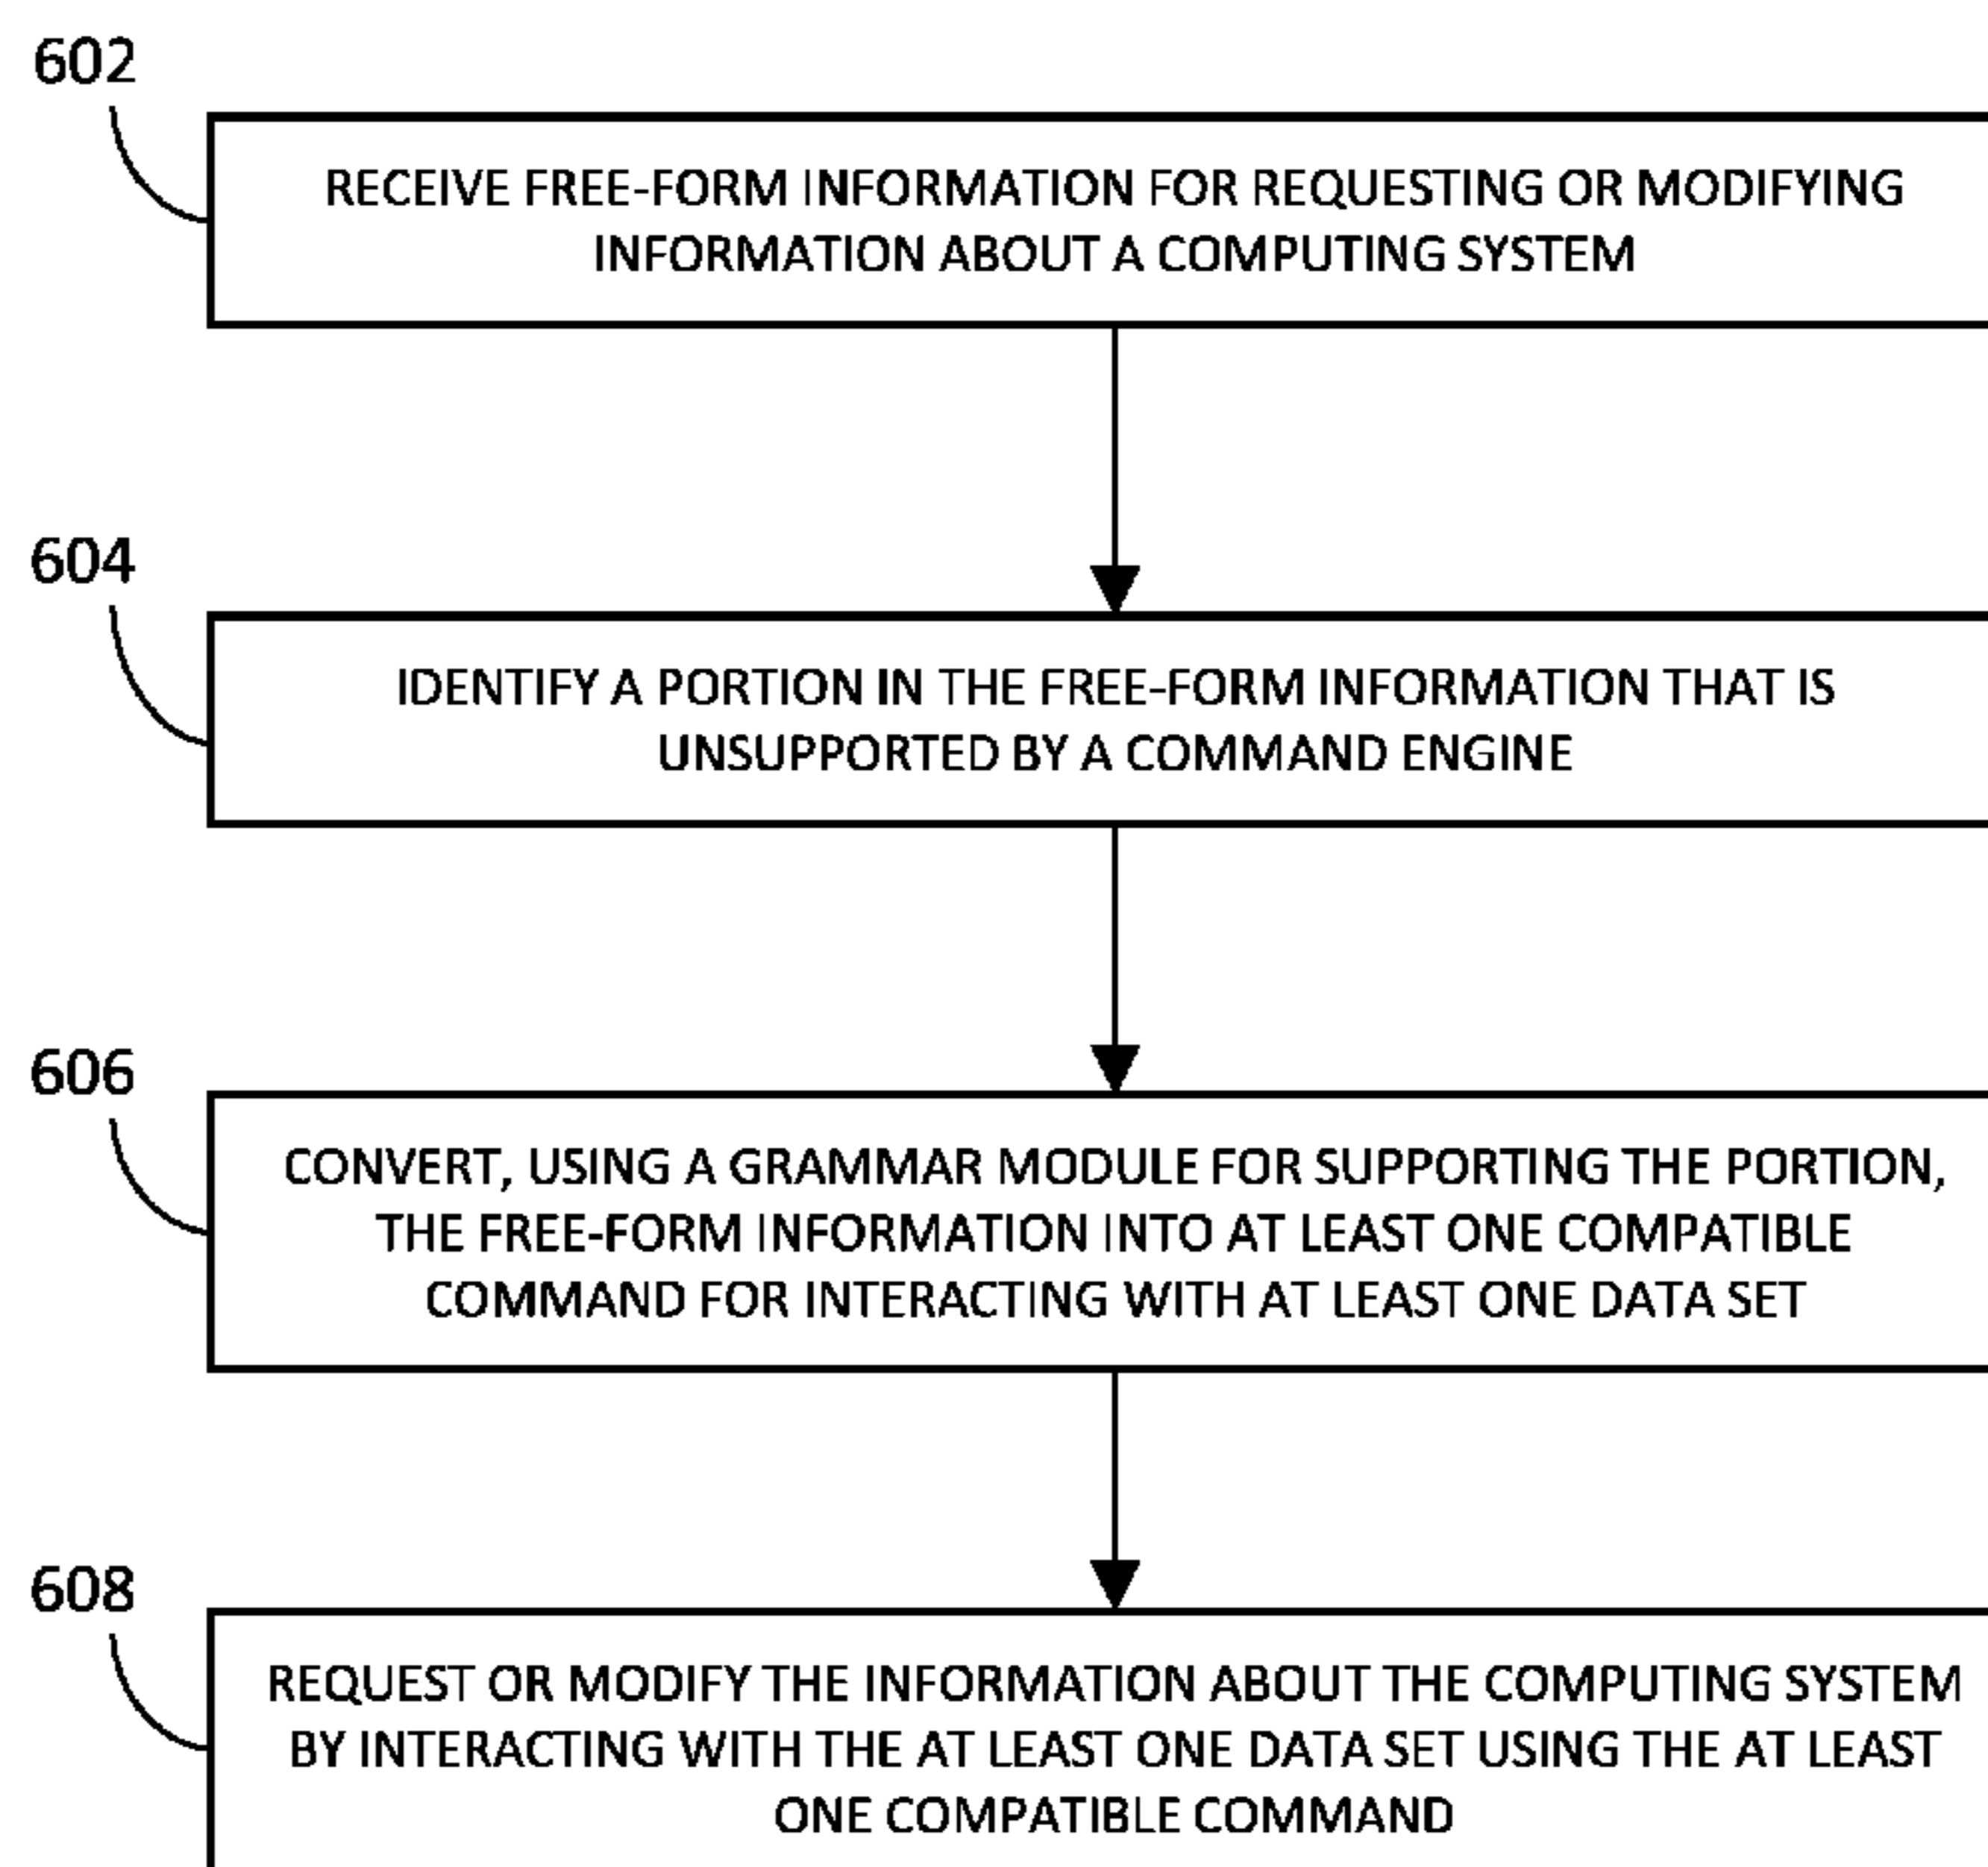 602
RECEIVE FREE-FORM INFORMATION FOR REQUESTING OR MODIFYING
INFORMATION ABOUT A COMPUTING SYSTEM
604
IDENTIFY A PORTION IN THE FREE-FORM INFORMATION THAT IS
UNSUPPORTED BY A COMMAND ENGINE
606
CONVERT, USING A GRAMMAR MODULE FOR SUPPORTING THE PORTION,
THE FREE-FORM INFORMATION INTO AT LEAST ONE COMPATIBLE
COMMAND FOR INTERACTING WITH AT LEAST ONE DATA SET
608
REQUEST OR MODIFY THE INFORMATION ABOUT THE COMPUTING SYSTEM
BY INTERACTING WITH THE AT LEAST ONE DATA SET USING THE AT LEAST
ONE COMPATIBLE COMMAND